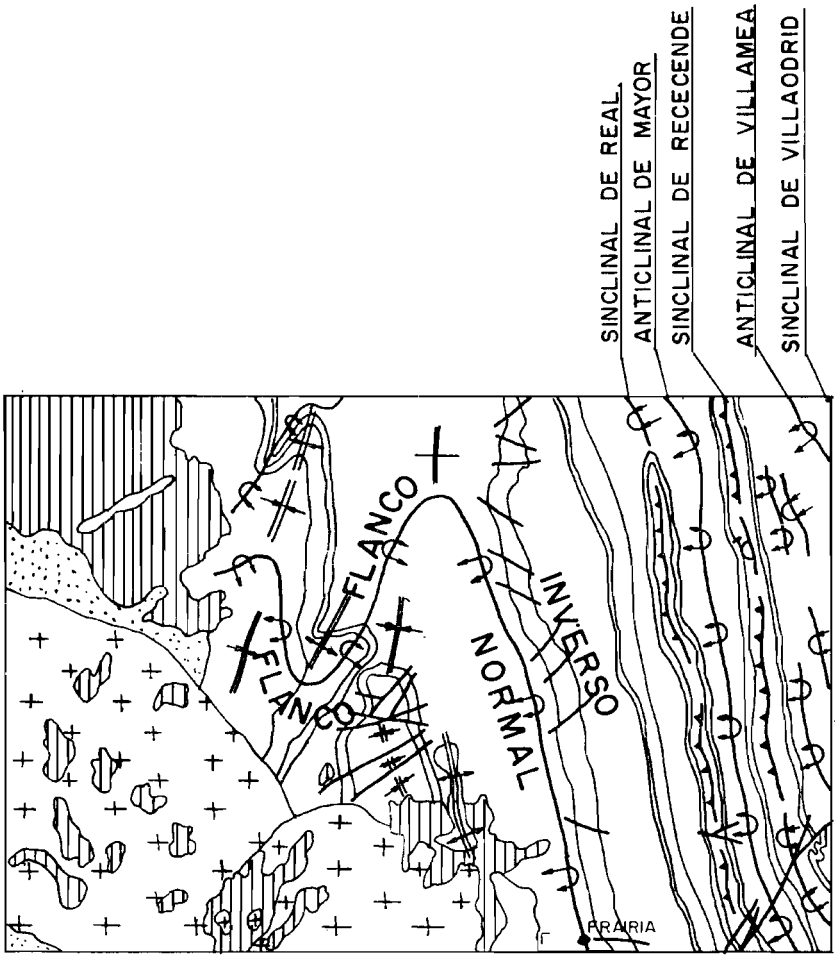 SINCLINAL DE REAL.
ANTICLINAL DE MAYOR
SINCLINAL DE RECECENDE
ANTICLINAL DE VILLAMEA
SINCLINAL DE VILLAODRID
FLANCO
INVERSO
FLANCO
NORMAL
FRAIRIA